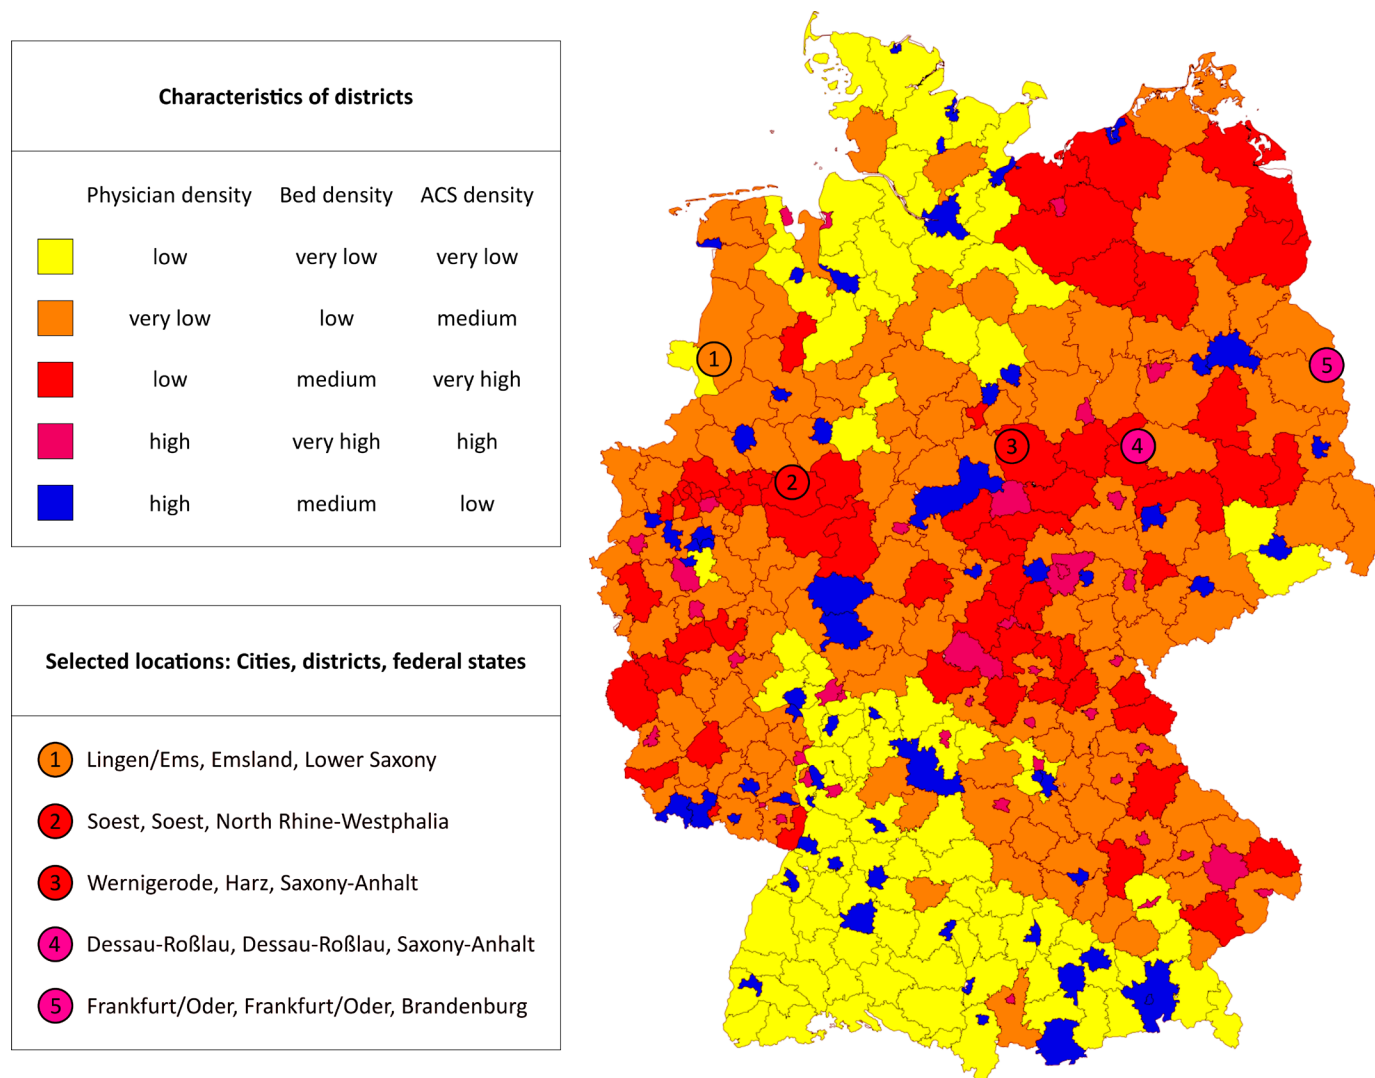 Characteristics of districts
Physician density Bed density ACS density
low very low very low
very low low medium
low medium very high
high very high high
high medium low
Selected locations: Cities, districts, federal states
1 Lingen/Ems, Emsland, Lower Saxony
2 Soest, Soest, North Rhine-Westphalia
3 Wernigerode, Harz, Saxony-Anhalt
4 Dessau-Roßlau, Dessau-Roßlau, Saxony-Anhalt
5 Frankfurt/Oder, Frankfurt/Oder, Brandenburg
1
5
3
4
2